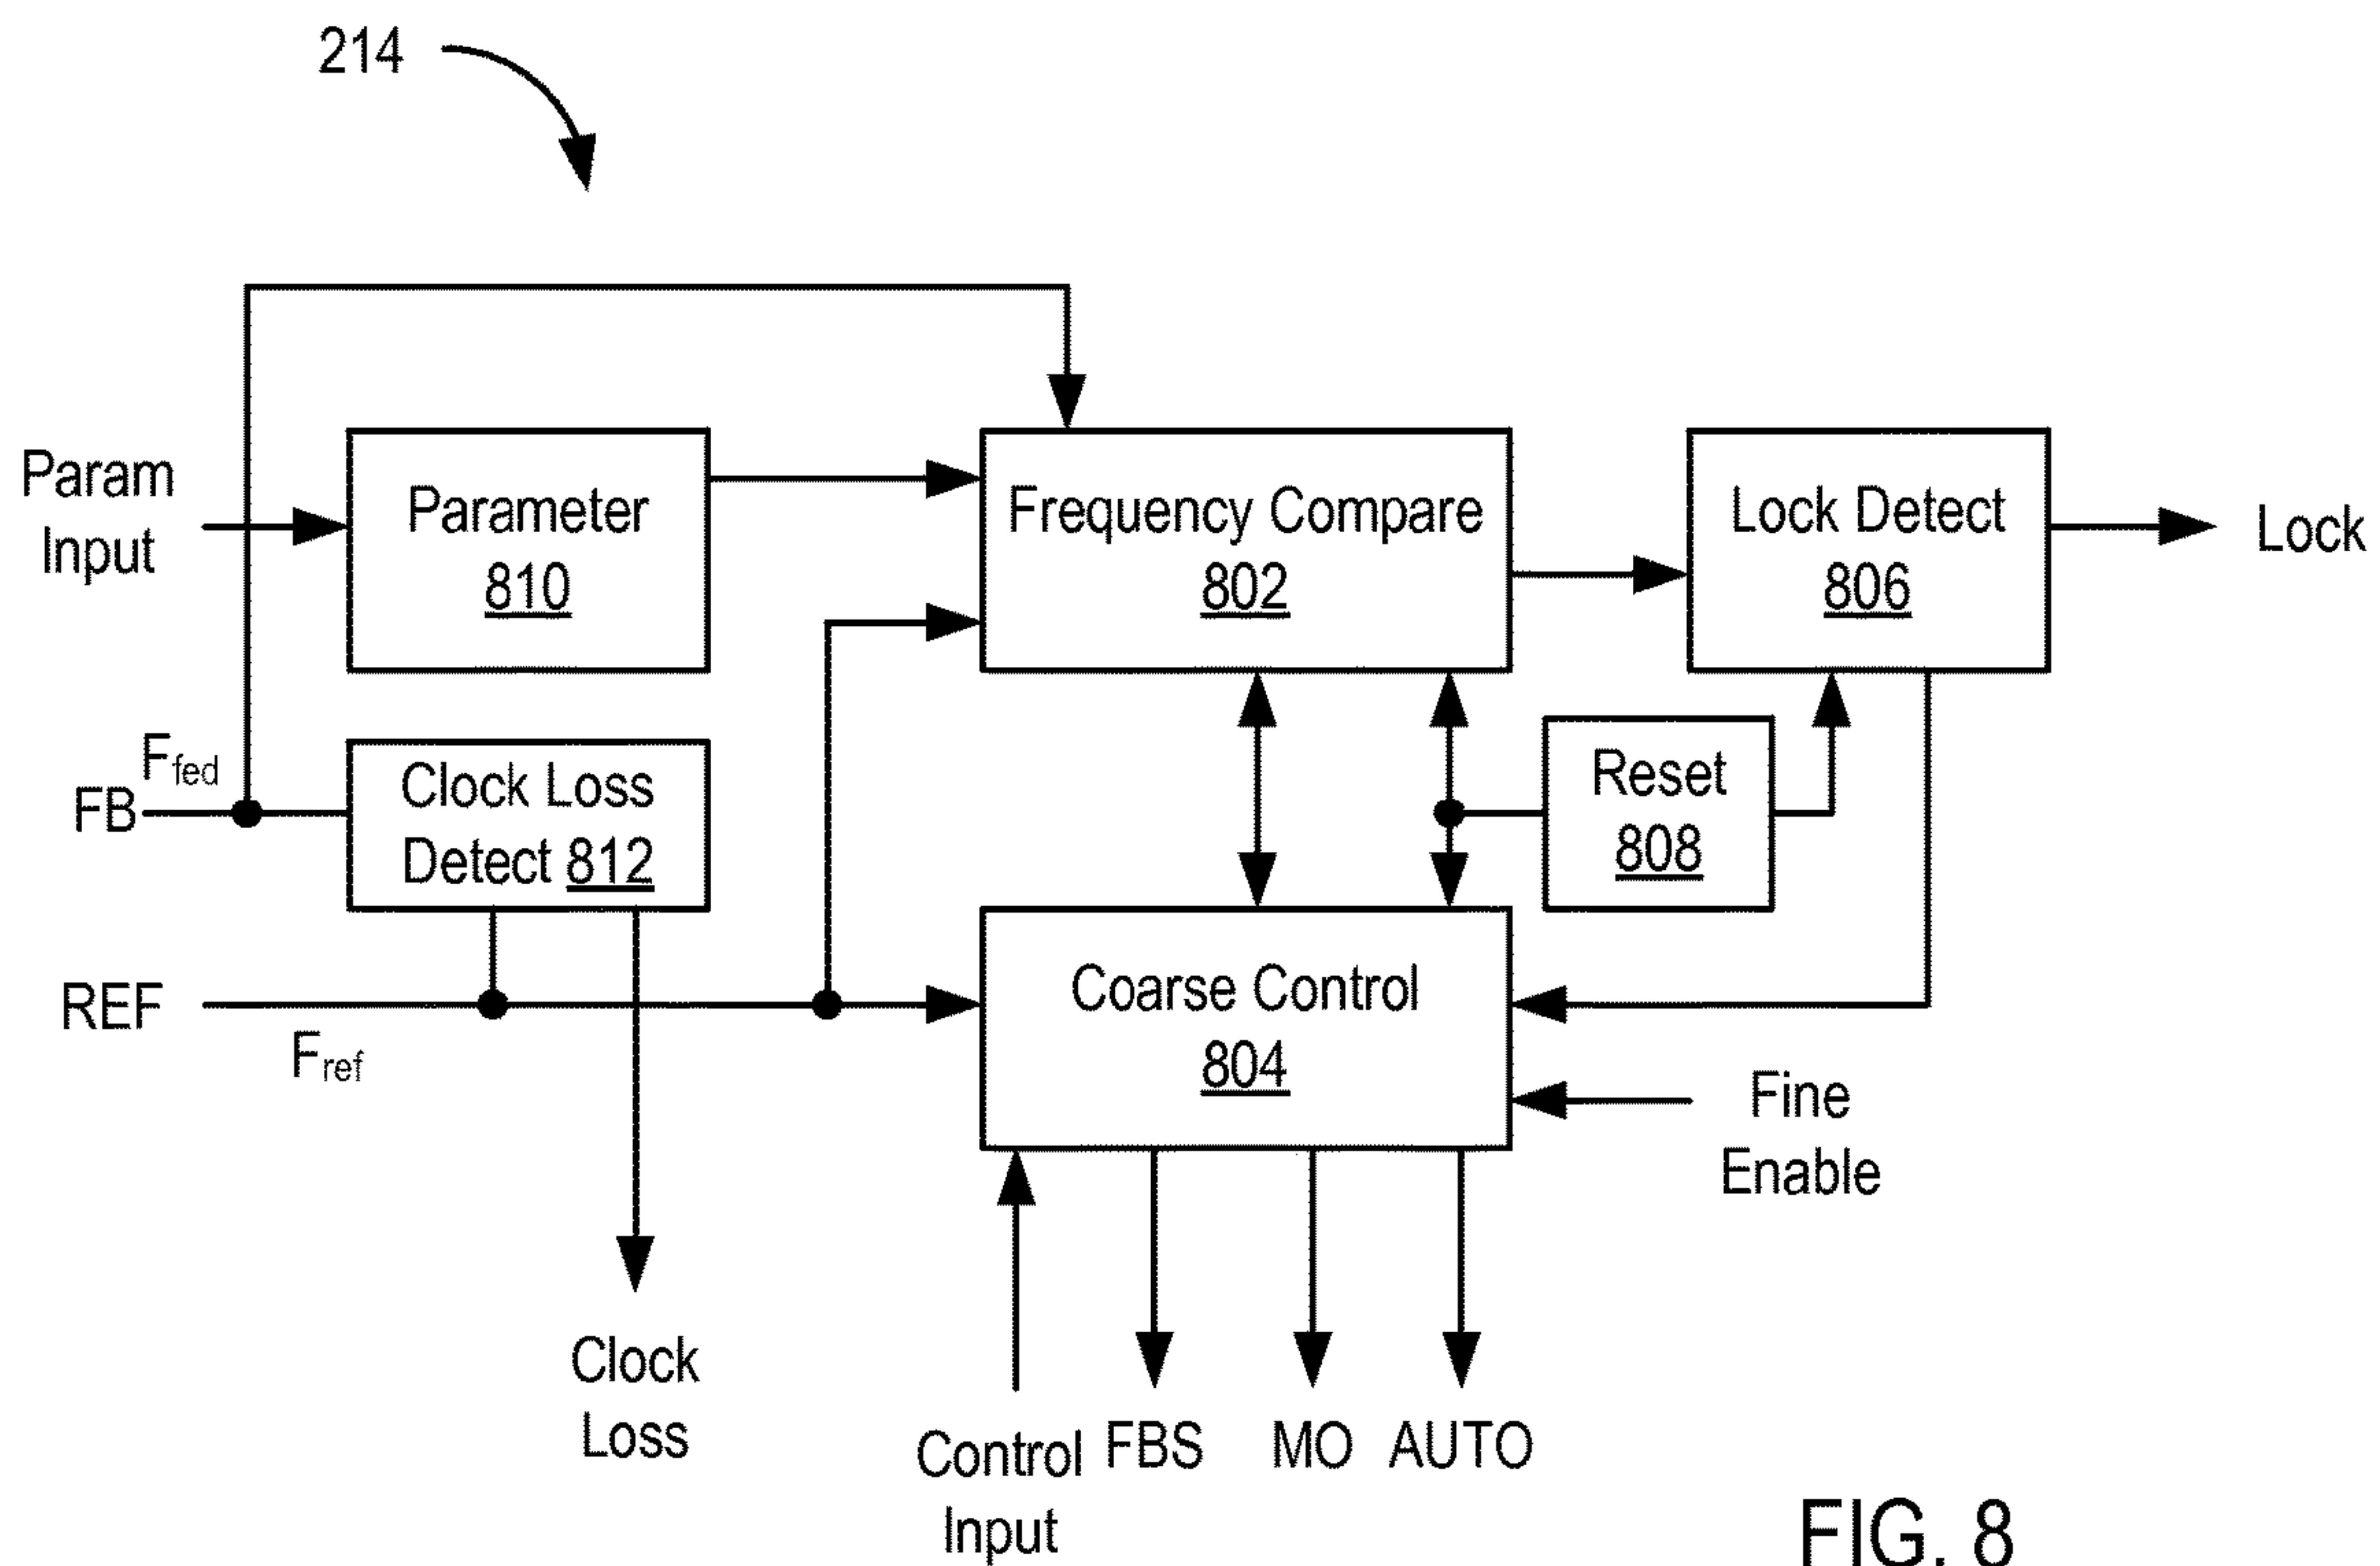 214
Param
Input
Parameter
810
Frequency Compare
802
Lock Detect
806
Lock
Ffed
FB
Clock Loss
Detect 812
Reset
808
REF
Fref
Coarse Control
804
Fine
Enable
Clock
Loss
Control
Input
FBS
MO
AUTO
FIG. 8